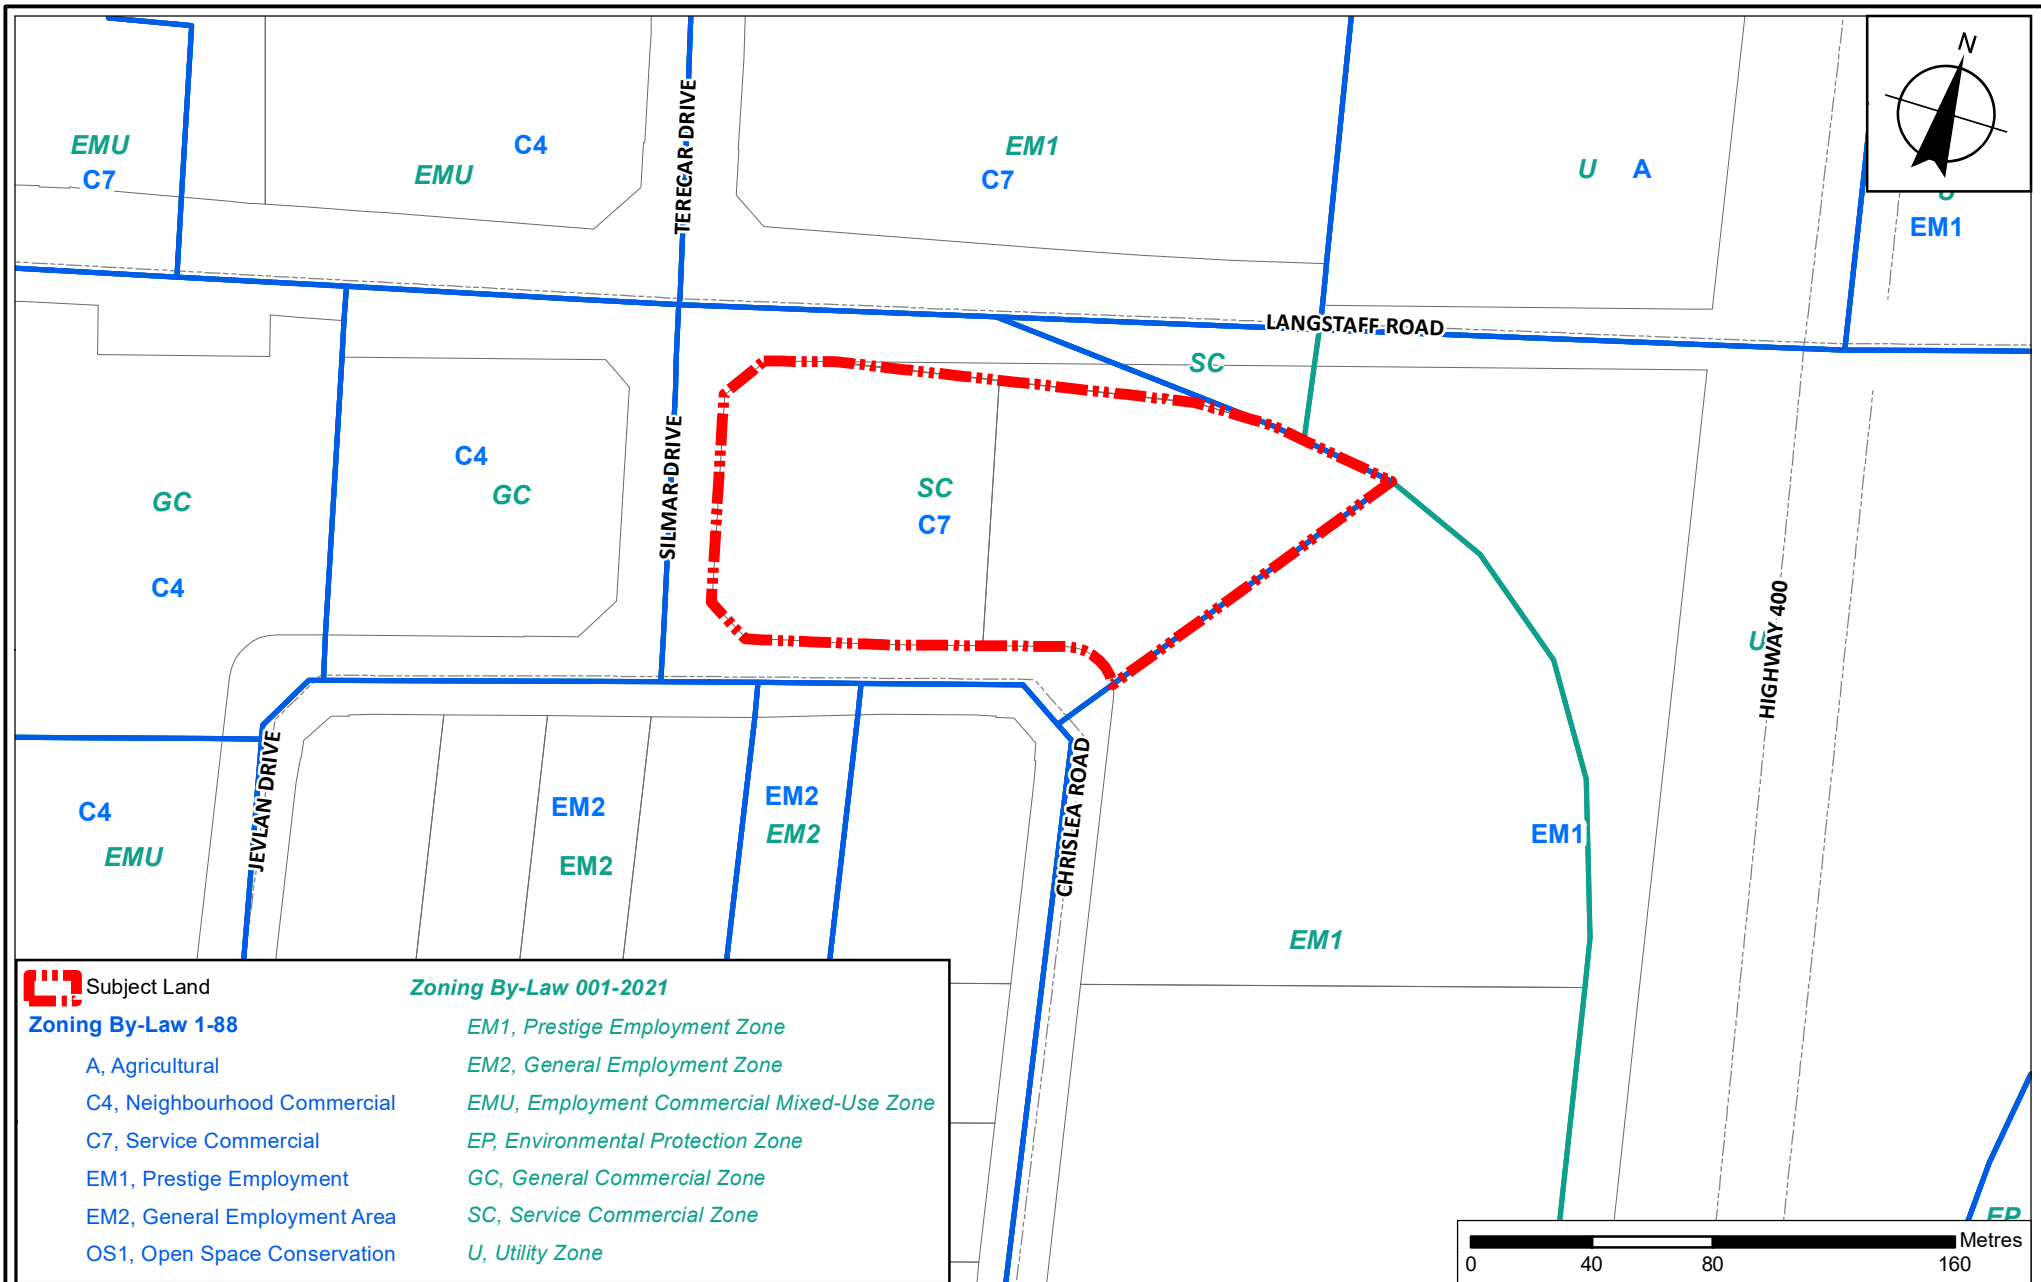 N
EMU
C7
C4
EMU
TERECAR DRIVE
EM1
C7
U A
U
EM1
LANGSTAFF ROAD
SC
C4
GC
GC
C4
SILMAR DRIVE
SC
C7
U
HIGHWAY 400
JEVLAN DRIVE
C4
EMU
EM2
EM2
EM2
EM2
CHRISLEA ROAD
EM1
EM1
EP
Subject Land
Zoning By-Law 1-88
A, Agricultural
C4, Neighbourhood Commercial
C7, Service Commercial
EM1, Prestige Employment
EM2, General Employment Area
OS1, Open Space Conservation
Zoning By-Law 001-2021
EM1, Prestige Employment Zone
EM2, General Employment Zone
EMU, Employment Commercial Mixed-Use Zone
EP, Environmental Protection Zone
GC, General Commercial Zone
SC, Service Commercial Zone
U, Utility Zone
Metres
0 40 80 160